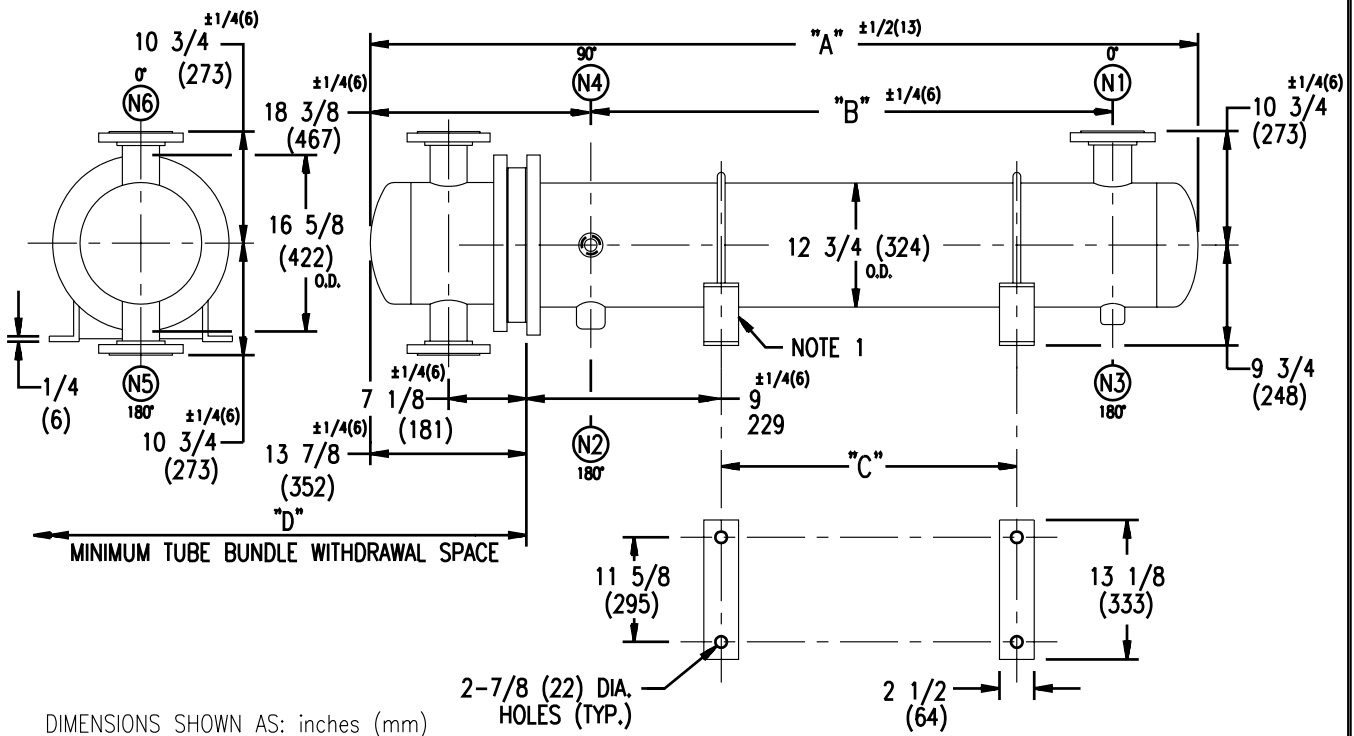 ±1/4(6)
10 3/4
(273)
0°
N6
±1/4(6)
18 3/8
(467)
90°
N4
"A" ±1/2(13)
"B" ±1/4(6)
0°
N1
±1/4(6)
10 3/4
(273)
16 5/8
(422)
O.D.
12 3/4 (324)
O.D.
NOTE 1
1/4
(6)
N5
180°
±1/4(6)
10 3/4
(273)
±1/4(6)
7 1/8
(181)
±1/4(6)
13 7/8
(352)
±1/4(6)
9
229
N2
180°
N3
180°
9 3/4
(248)
"C"
"D"
MINIMUM TUBE BUNDLE WITHDRAWAL SPACE
11 5/8
(295)
13 1/8
(333)
2-7/8 (22) DIA.
HOLES (TYP.)
2 1/2
(64)
DIMENSIONS SHOWN AS: inches (mm)